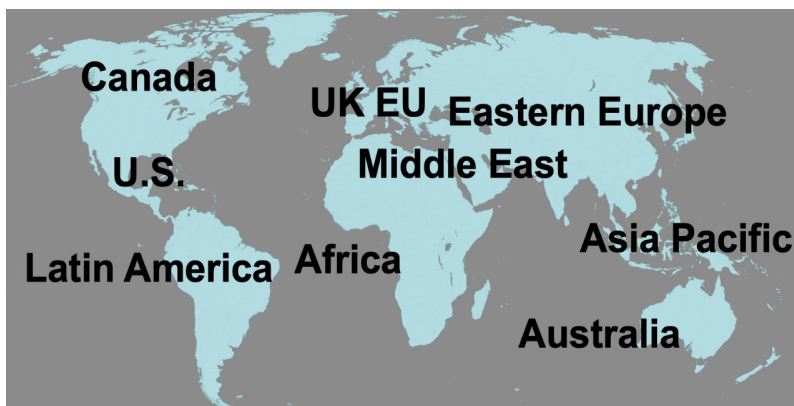 Canada
UK EU
Eastern Europe
U.S.
Middle East
Latin America
Africa
Asia Pacific
Australia